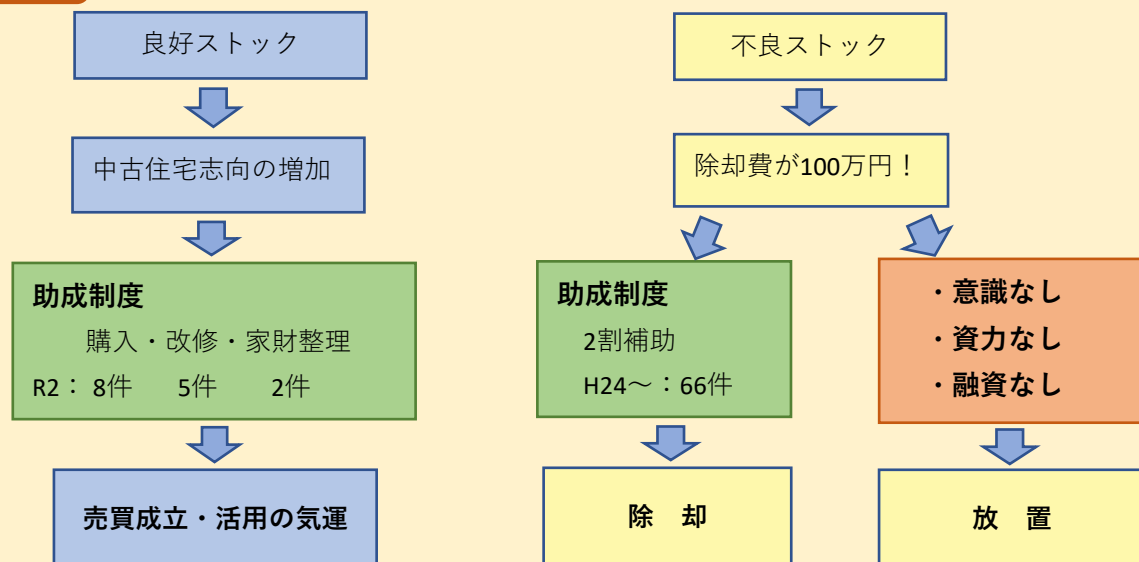 良好ストック
中古住宅志向の増加
助成制度
購入・改修・家財整理
R2： 8件 5件 2件
売買成立・活用の気運
不良ストック
除却費が100万円！
助成制度
2割補助
H24～：66件
除 却
・意識なし
・資力なし
・融資なし
放 置